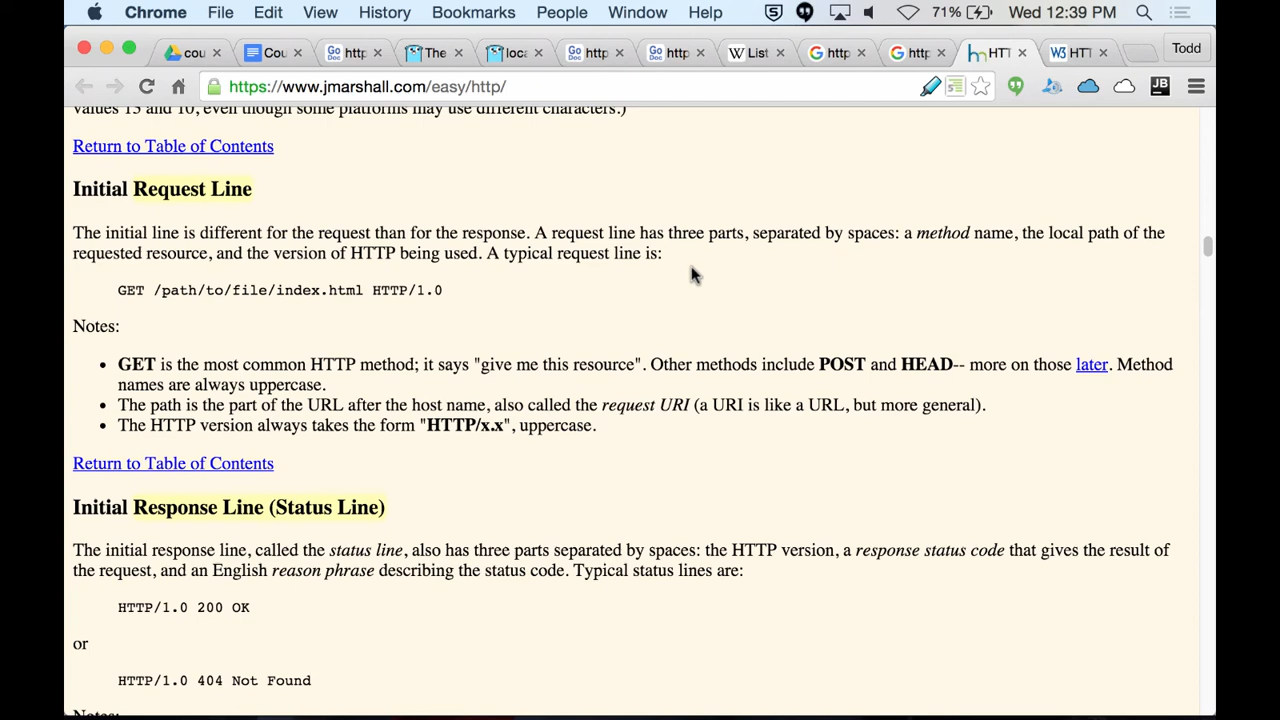 Chrome File Edit View History Bookmarks People Window Help 71% Wed 12:39 PM
cou Cou http: The loca http http List http http HTT HTT Todd
https://www.jmarshall.com/easy/http/
values 13 and 10, even though some platforms may use different characters.)
Return to Table of Contents
Initial Request Line
The initial line is different for the request than for the response. A request line has three parts, separated by spaces: a method name, the local path of the
requested resource, and the version of HTTP being used. A typical request line is:
GET /path/to/file/index.html HTTP/1.0
Notes:
• GET is the most common HTTP method; it says "give me this resource". Other methods include POST and HEAD-- more on those later. Method
names are always uppercase.
• The path is the part of the URL after the host name, also called the request URI (a URI is like a URL, but more general).
• The HTTP version always takes the form "HTTP/x.x", uppercase.
Return to Table of Contents
Initial Response Line (Status Line)
The initial response line, called the status line, also has three parts separated by spaces: the HTTP version, a response status code that gives the result of
the request, and an English reason phrase describing the status code. Typical status lines are:
HTTP/1.0 200 OK
or
HTTP/1.0 404 Not Found
Notes: